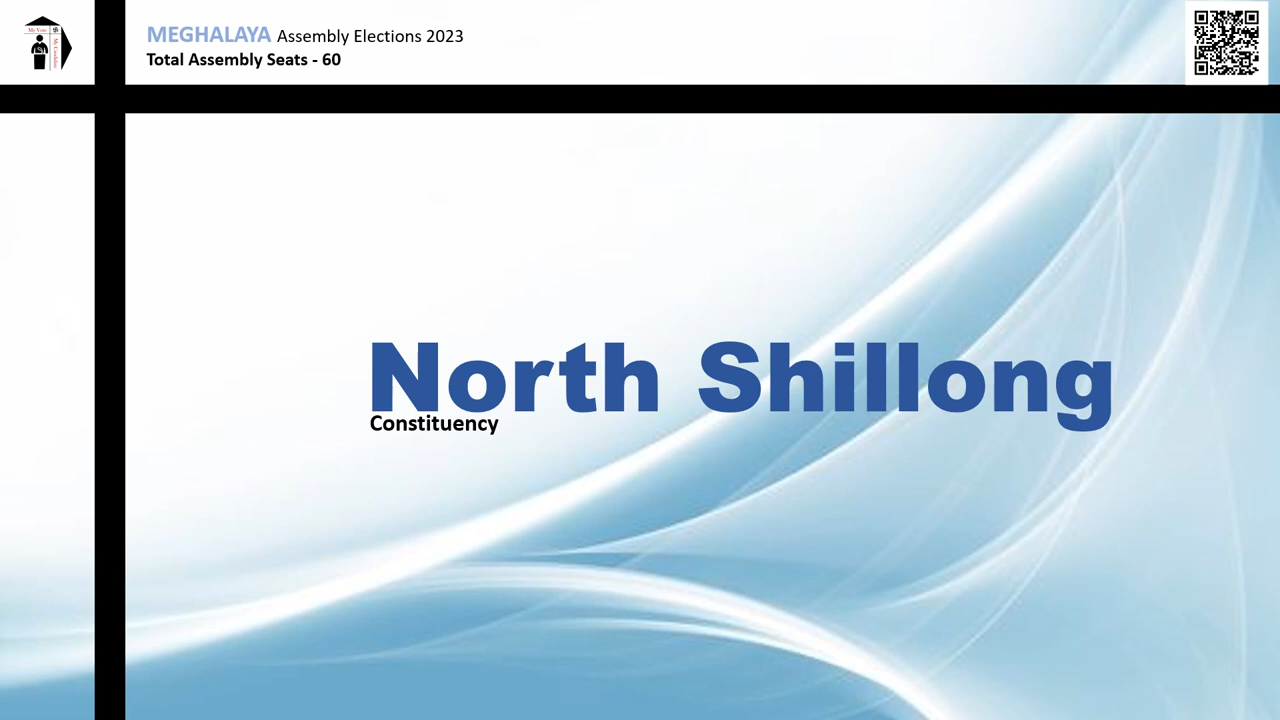 MEGHALAYA Assembly Elections 2023
Total Assembly Seats - 60
North Shillong
Constituency